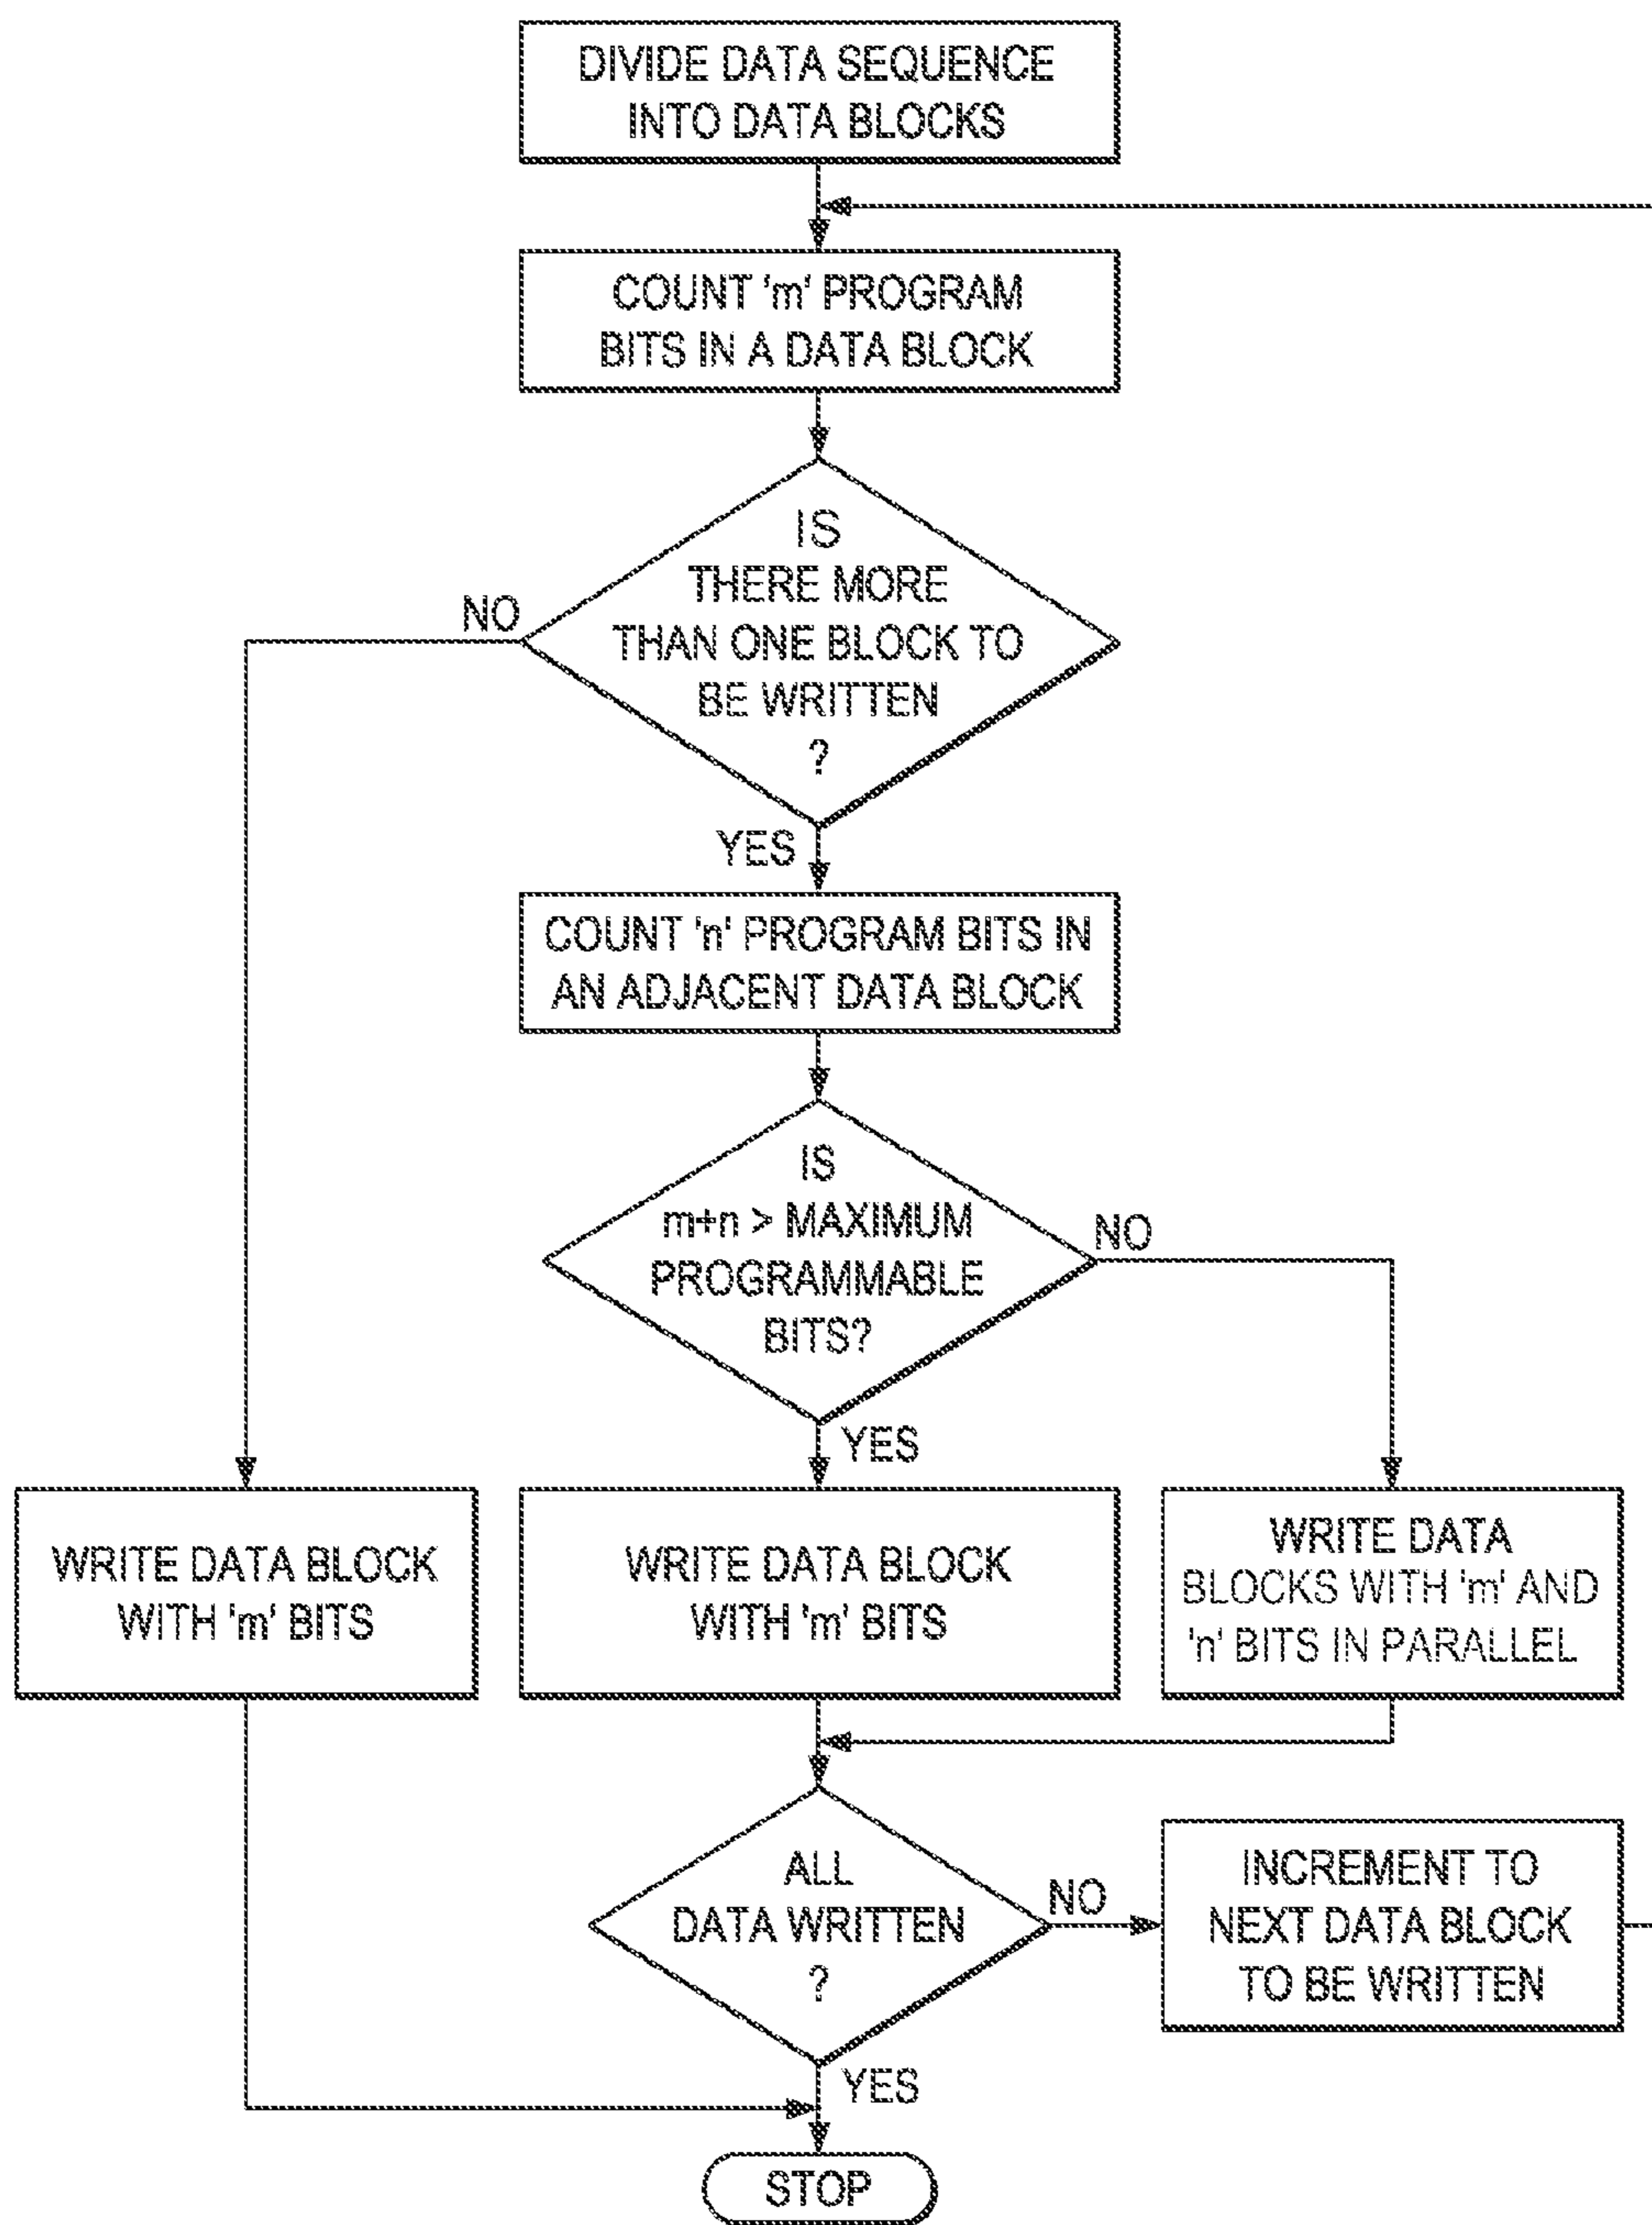 DIVIDE DATA SEQUENCE
INTO DATA BLOCKS
COUNT 'm' PROGRAM
BITS IN A DATA BLOCK
IS
THERE MORE
THAN ONE BLOCK TO
BE WRITTEN
?
NO
YES
COUNT 'n' PROGRAM BITS IN
AN ADJACENT DATA BLOCK
IS
m+n > MAXIMUM
PROGRAMMABLE
BITS?
NO
YES
WRITE DATA BLOCK
WITH 'm' BITS
WRITE DATA BLOCK
WITH 'm' BITS
WRITE DATA
BLOCKS WITH 'm' AND
'n' BITS IN PARALLEL
ALL
DATA WRITTEN
?
NO
INCREMENT TO
NEXT DATA BLOCK
TO BE WRITTEN
YES
STOP